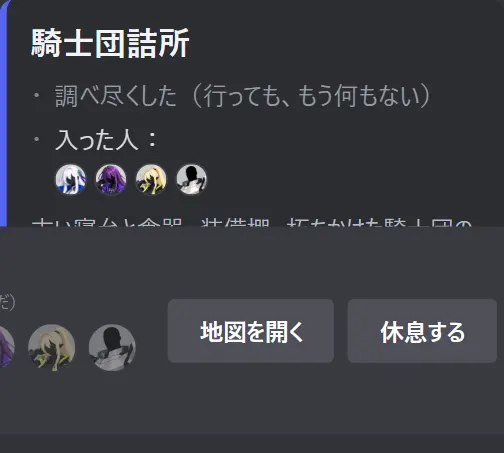 騎士団詰所
・ 調べ尽くした（行っても、もう何もない）
・ 入った人：
だ）
地図を開く
休息する